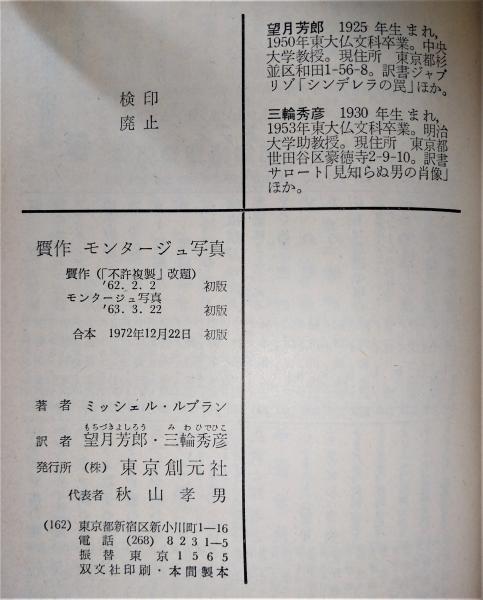 検印
廃止
望月芳郎 1925 年生まれ,
1950年東大仏文科卒業。中央
大学教授。現住所 東京都杉
並区和田1-56-8。訳書ジャプ
リゾ「シンデレラの罠」ほか。
三輪秀彦 1930 年生まれ,
1953年東大仏文科卒業。明治
大学助教授。現住所 東京都
世田谷区豪徳寺2-9-10。訳書
サロート「見知らぬ男の肖像」
ほか。
贋作 モンタージュ写真
贋作(「不許複製」改題)
'62. 2. 2 初版
モンタージュ写真
'63. 3. 22 初版
合本 1972年12月22日 初版
著者 ミッシェル・ルブラン
もちづきよしろう みわひでひこ
訳者 望月芳郎・三輪秀彦
発行所 (株) 東京創元社
代表者 秋山孝男
(162) 東京都新宿区新小川町1—16
電話 (268) 8231—5
振替東京1565
双文社印刷・本間製本